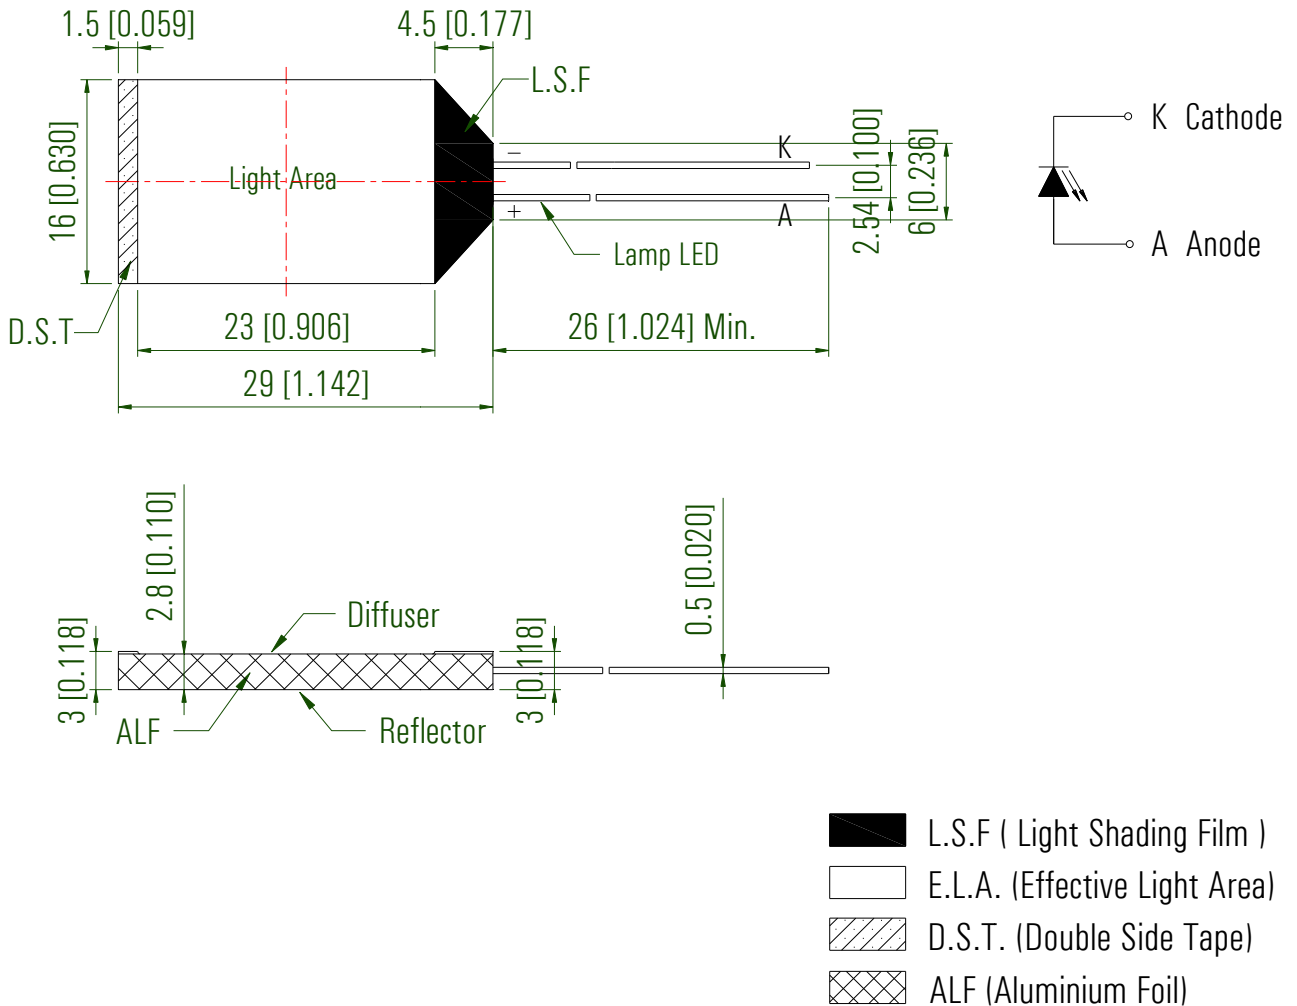 1.5 [0.059]
4.5 [0.177]
L.S.F
16 [0.630]
Light Area
−
K
+
A
2.54 [0.100]
6 [0.236]
Lamp LED
D.S.T
23 [0.906]
26 [1.024] Min.
29 [1.142]
K Cathode
A Anode
2.8 [0.110]
3 [0.118]
Diffuser
3 [0.118]
0.5 [0.020]
ALF
Reflector
L.S.F ( Light Shading Film )
E.L.A. (Effective Light Area)
D.S.T. (Double Side Tape)
ALF (Aluminium Foil)